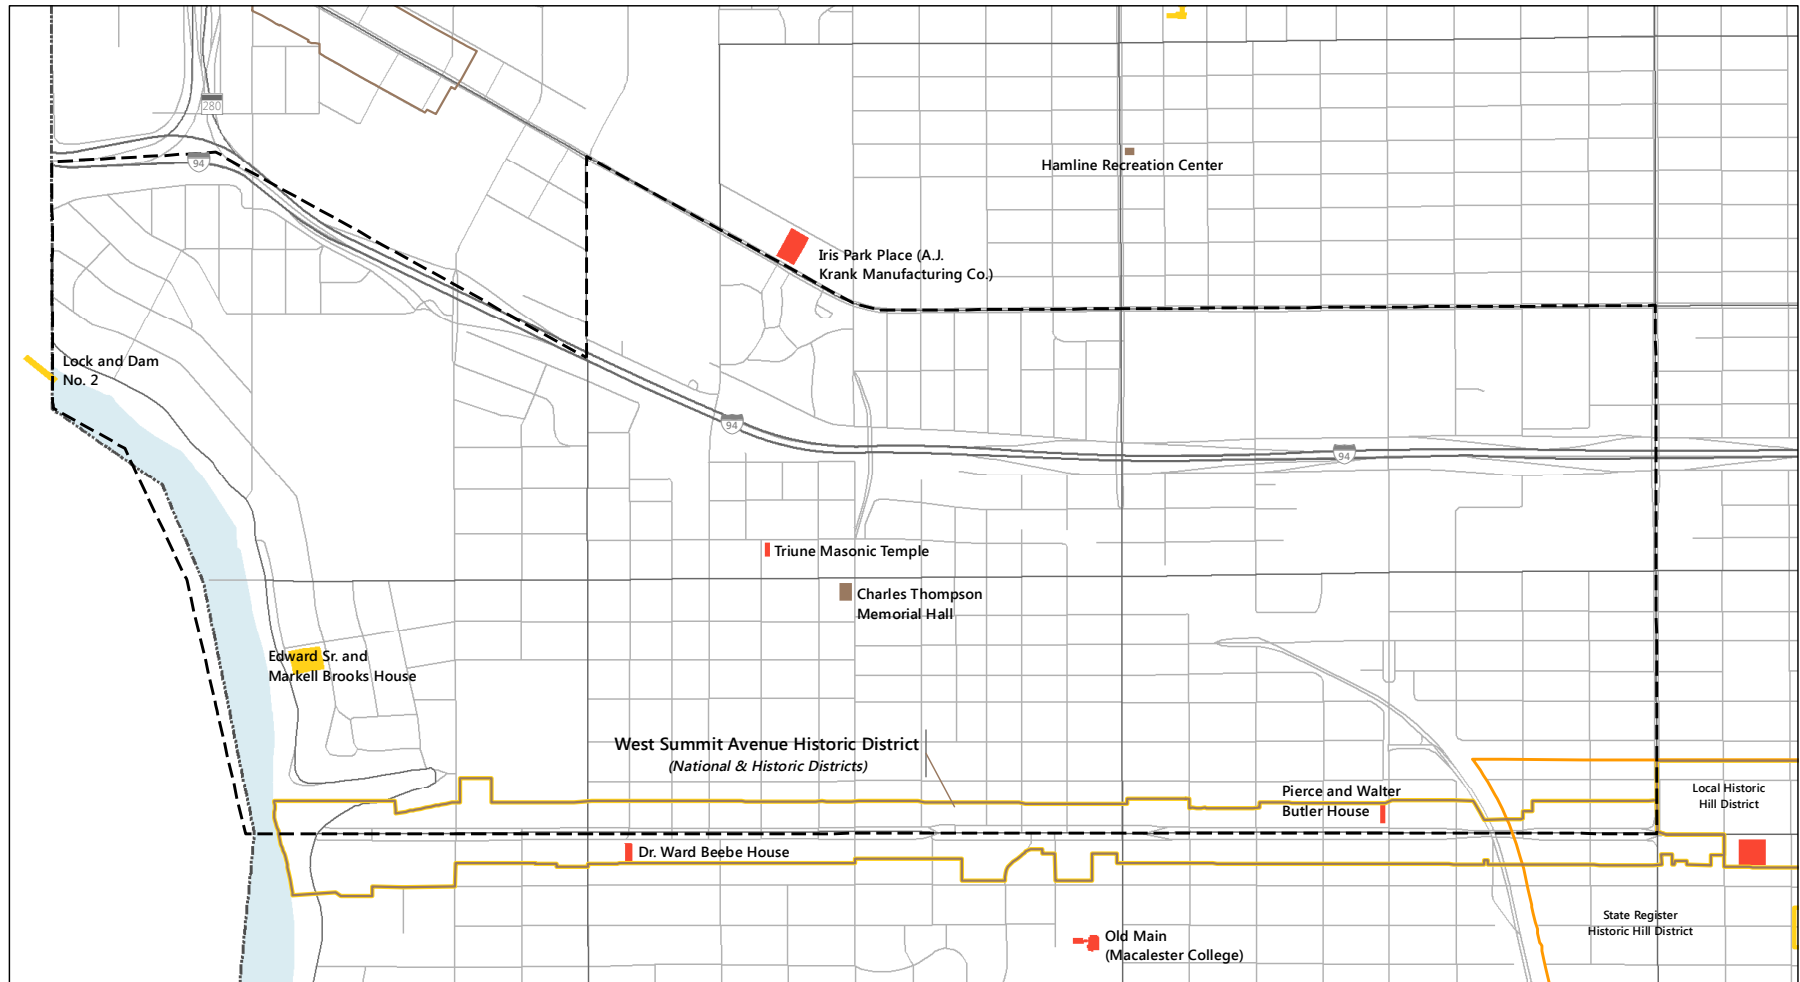 280
94
Hamline Recreation Center
Iris Park Place (A.J.
Krank Manufacturing Co.)
Lock and Dam
No. 2
94
94
Triune Masonic Temple
Charles Thompson
Memorial Hall
Edward Sr. and
Markell Brooks House
West Summit Avenue Historic District
(National & Historic Districts)
Pierce and Walter
Butler House
Local Historic
Hill District
Dr. Ward Beebe House
State Register
Historic Hill District
Old Main
(Macalester College)